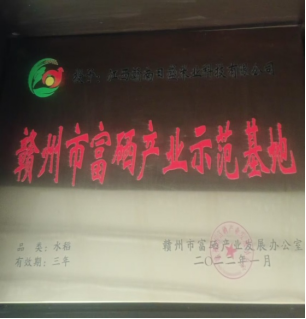 赣州市富硒产业示范基地
品 类：水稻
有效期：三年
赣州市富硒产业发展办公室
二〇二二年一月